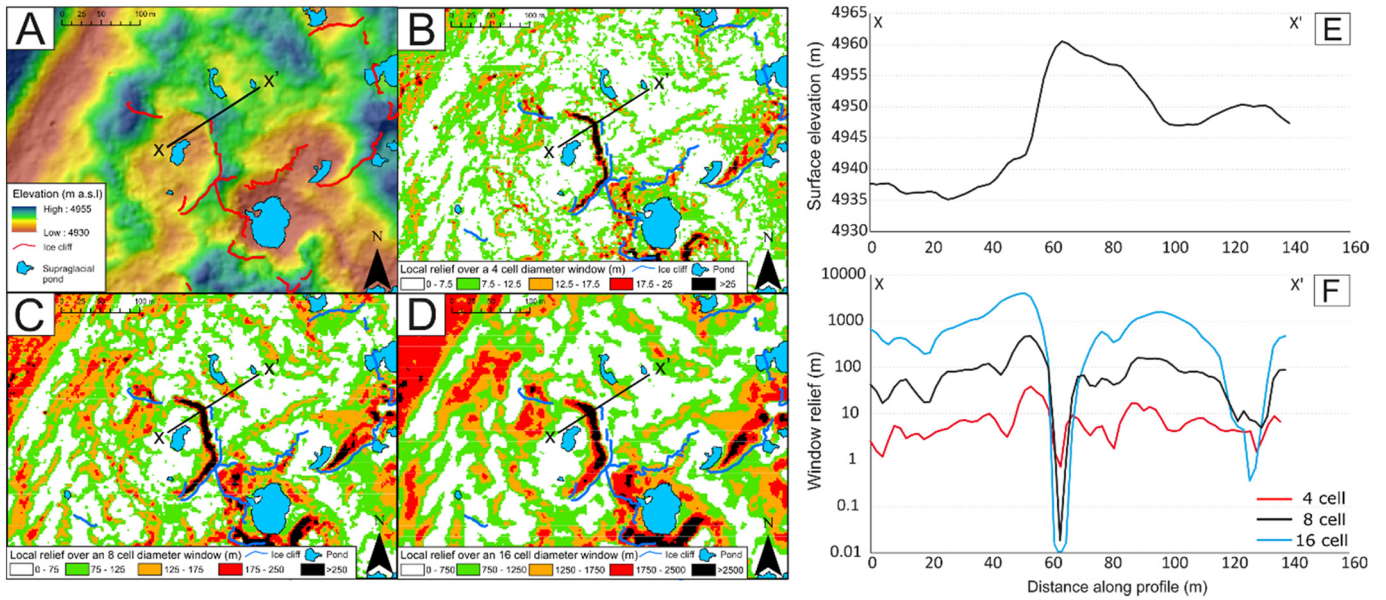 A
0 25 50 100 m.
X
X'
Elevation (m a.s.l)
High : 4955
Low : 4930
Ice cliff
Supraglacial
pond
N
B
0 25 50 100 m.
X
X'
N
Local relief over a 4 cell diameter window (m) Ice cliff Pond
0 - 7.5 7.5 - 12.5 12.5 - 17.5 17.5 - 25 >25
C
0 25 50 100 m.
X
X'
N
Local relief over an 8 cell diameter window (m) Ice cliff Pond
0 - 75 75 - 125 125 - 175 175 - 250 >250
D
0 25 50 100 m.
X
X'
N
Local relief over an 16 cell diameter window (m) Ice cliff Pond
0 - 750 750 - 1250 1250 - 1750 1750 - 2500 >2500
E
X X'
Surface elevation (m)
4965
4960
4955
4950
4945
4940
4935
4930
0 20 40 60 80 100 120 140 160
F
X X'
Window relief (m)
10000
1000
100
10
1
0.1
0.01
4 cell
8 cell
16 cell
0 20 40 60 80 100 120 140 160
Distance along profile (m)